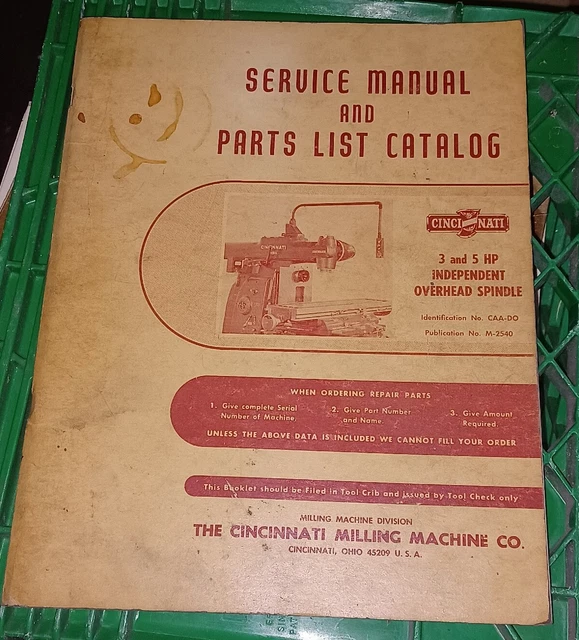 SERVICE MANUAL
AND
PARTS LIST CATALOG
CINCINNATI
CINCINNATI
3 and 5 HP
INDEPENDENT
OVERHEAD SPINDLE
Identification No. CAA-DO
Publication No. M-2540
WHEN ORDERING REPAIR PARTS
1. Give complete Serial Number of Machine.
2. Give Part Number and Name.
3. Give Amount Required.
UNLESS THE ABOVE DATA IS INCLUDED WE CANNOT FILL YOUR ORDER
This Booklet should be Filed in Tool Crib and issued by Tool Check only
MILLING MACHINE DIVISION
THE CINCINNATI MILLING MACHINE CO.
CINCINNATI, OHIO 45209 U. S. A.